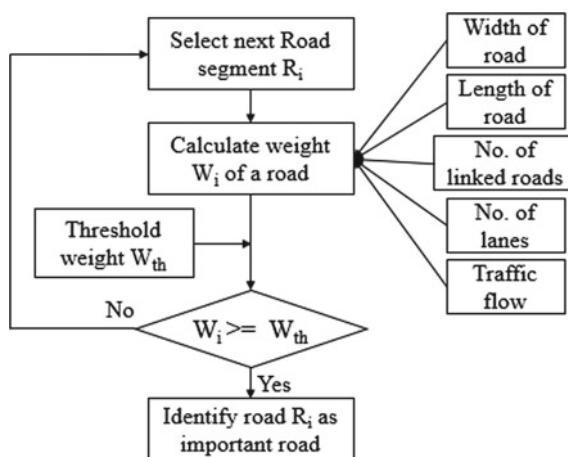 Select next Road
segment Rᵢ
Calculate weight
Wᵢ of a road
Threshold
weight Wth
No
Wᵢ >= Wth
Yes
Identify road Rᵢ as
important road
Width of
road
Length of
road
No. of
linked roads
No. of
lanes
Traffic
flow